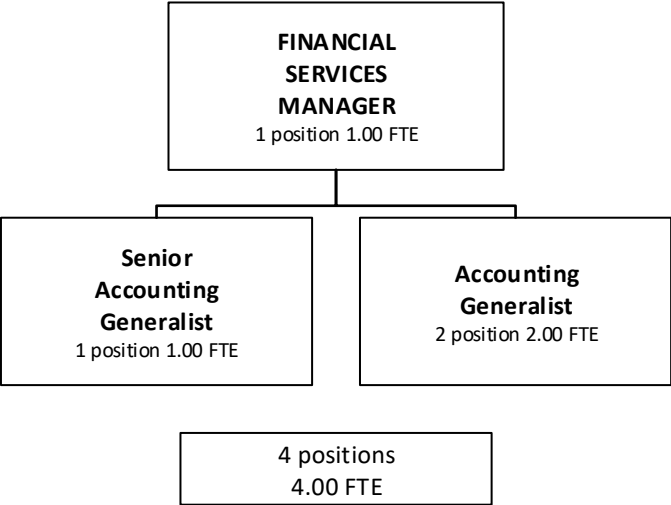 FINANCIAL
SERVICES
MANAGER
1 position 1.00 FTE
Senior
Accounting
Generalist
1 position 1.00 FTE
Accounting
Generalist
2 position 2.00 FTE
4 positions
4.00 FTE